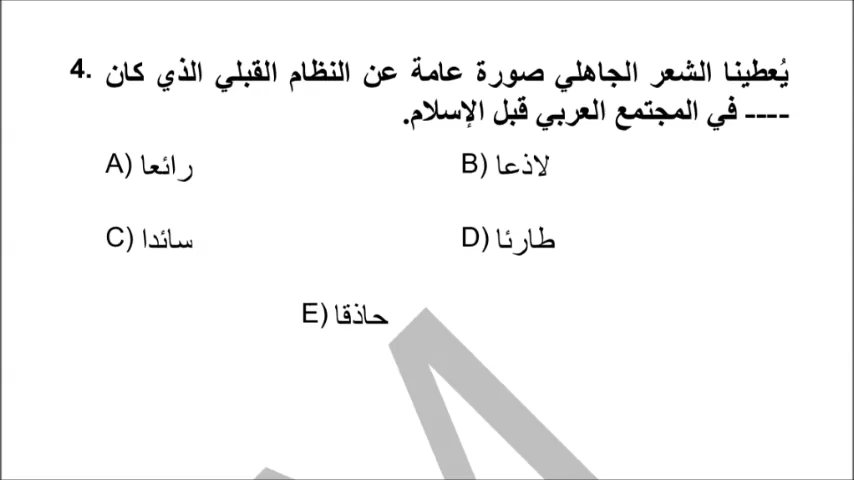 4. يُعطينا الشعر الجاهلي صورة عامة عن النظام القبلي الذي كان
---- في المجتمع العربي قبل الإسلام.
A) رائعا
B) لاذعا
C) سائدا
D) طارئا
E) حاذقا